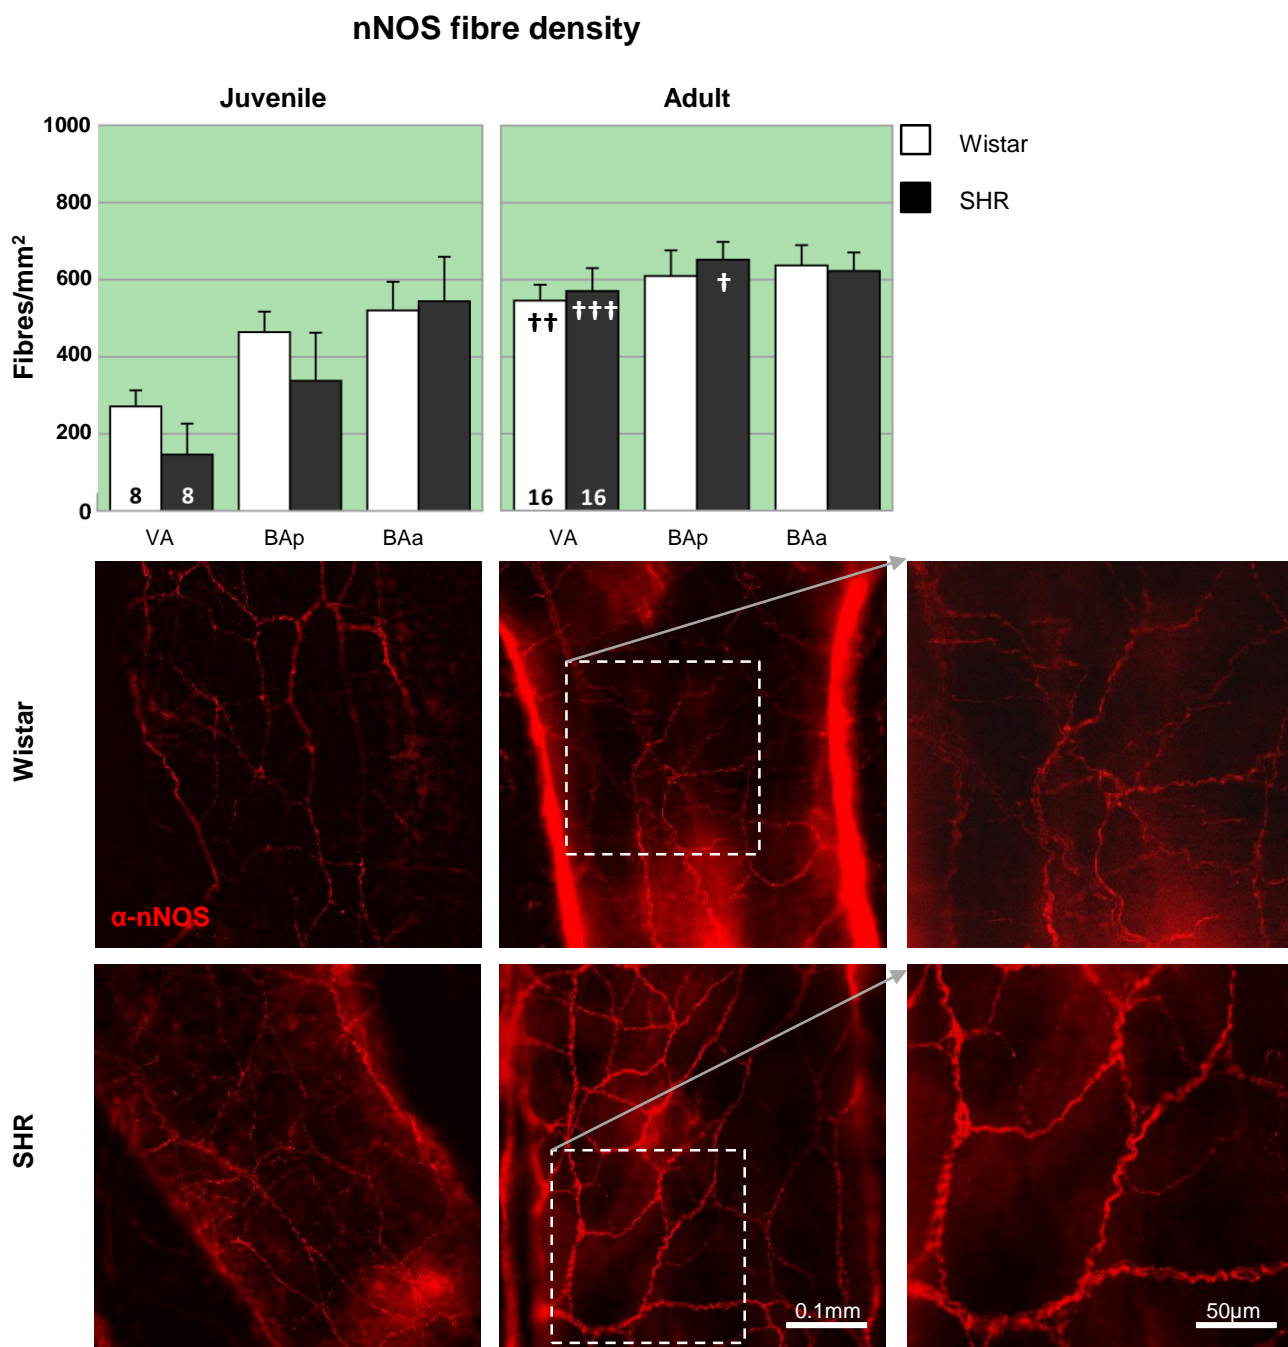 nNOS fibre density
Juvenile
Adult
Wistar
SHR
Fibres/mm²
1000
800
600
400
200
0
8
8
††
†††
†
16
16
VA
BAp
BAa
VA
BAp
BAa
Wistar
α-nNOS
SHR
0.1mm
50µm